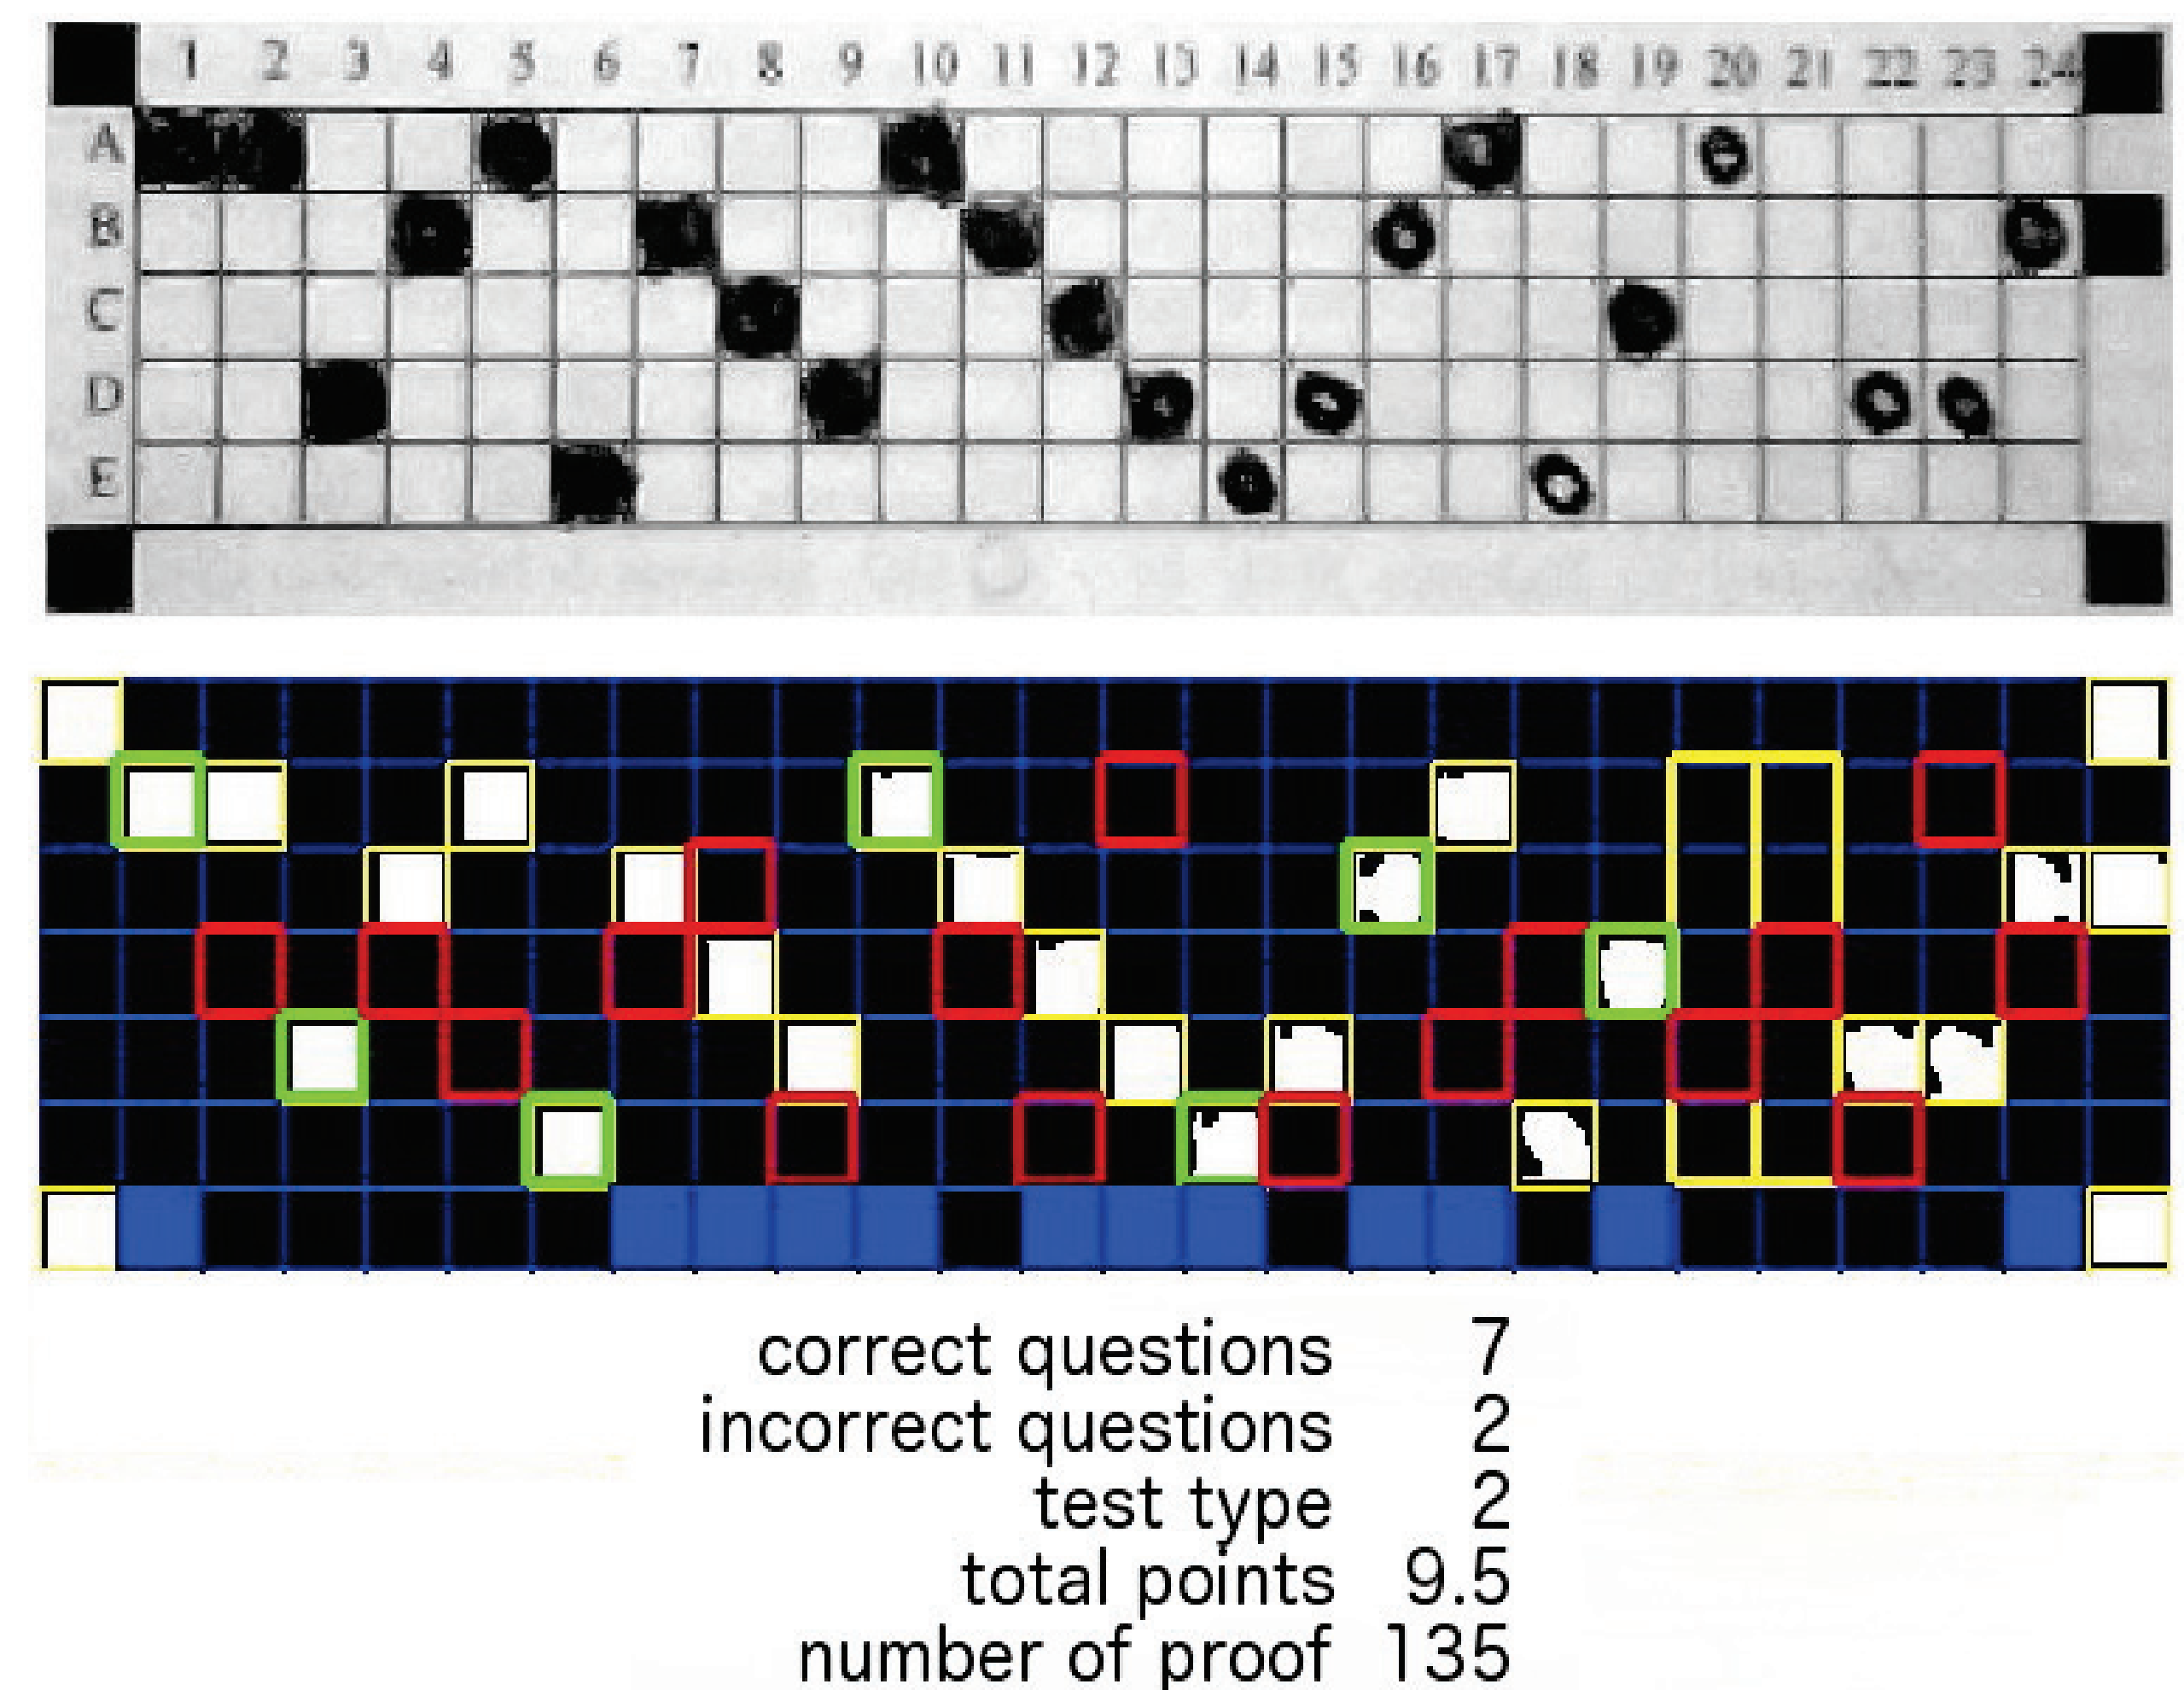 1 2 3 4 5 6 7 8 9 10 11 12 13 14 15 16 17 18 19 20 21 22 23 24
A
B
C
D
E
correct questions 7
incorrect questions 2
test type 2
total points 9.5
number of proof 135